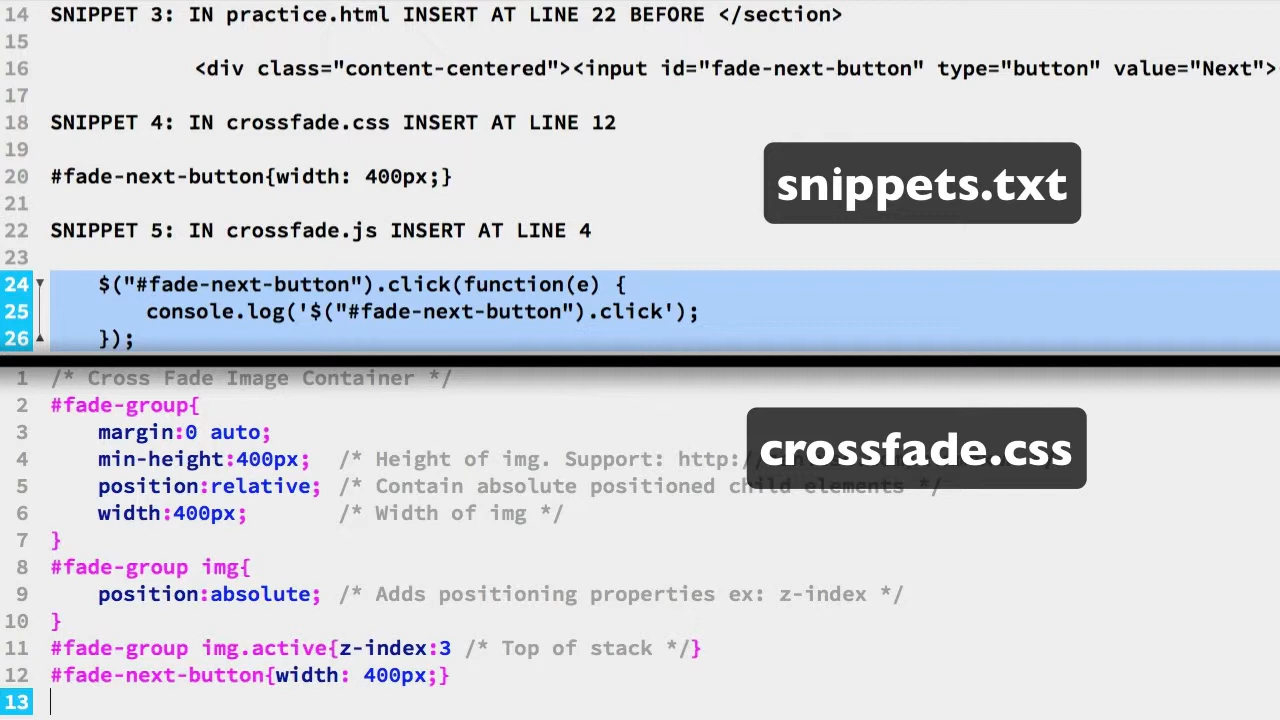 14 SNIPPET 3: IN practice.html INSERT AT LINE 22 BEFORE </section>
15
16 <div class="content-centered"><input id="fade-next-button" type="button" value="Next">
17
18 SNIPPET 4: IN crossfade.css INSERT AT LINE 12
19
20 #fade-next-button{width: 400px;}
21
22 SNIPPET 5: IN crossfade.js INSERT AT LINE 4
23
24 $("#fade-next-button").click(function(e) {
25 console.log('$("#fade-next-button").click');
26 });
snippets.txt
1 /* Cross Fade Image Container */
2 #fade-group{
3 margin:0 auto;
4 min-height:400px; /* Height of img. Support: http:/
5 position:relative; /* Contain absolute positioned child elements */
6 width:400px; /* Width of img */
7 }
8 #fade-group img{
9 position:absolute; /* Adds positioning properties ex: z-index */
10 }
11 #fade-group img.active{z-index:3 /* Top of stack */}
12 #fade-next-button{width: 400px;}
13
crossfade.css